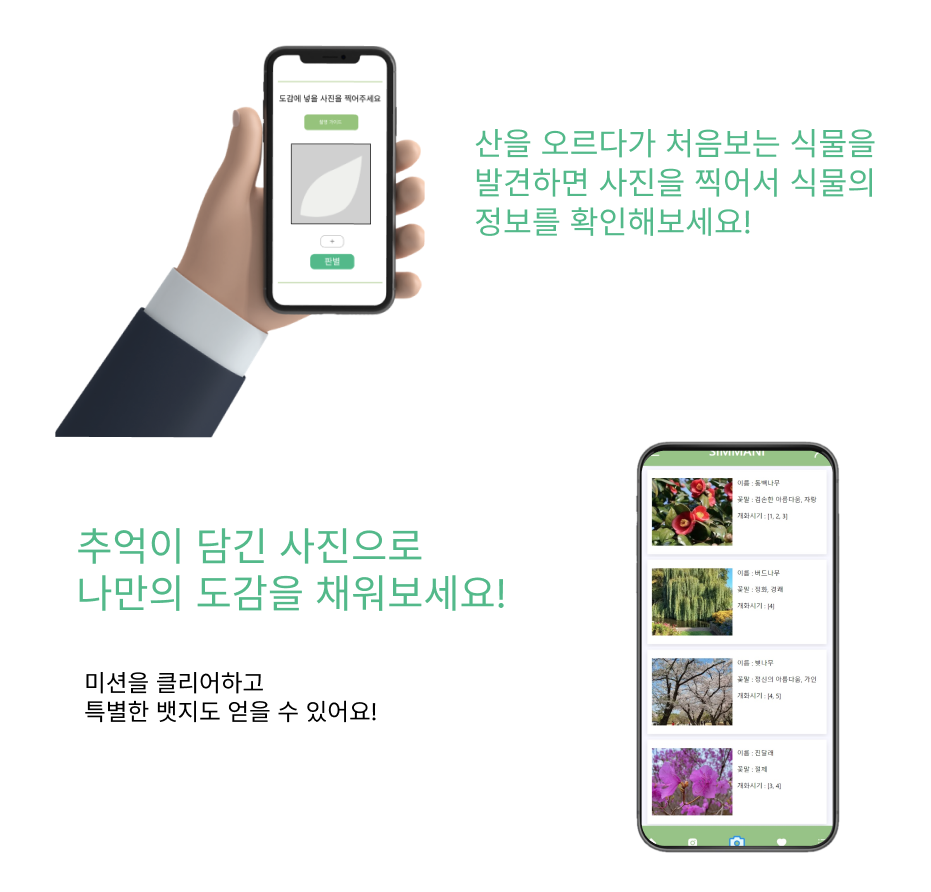 도감에 넣을 사진을 찍어주세요
촬영 가이드
+
판별
산을 오르다가 처음보는 식물을
발견하면 사진을 찍어서 식물의
정보를 확인해보세요!
추억이 담긴 사진으로
나만의 도감을 채워보세요!
미션을 클리어하고
특별한 뱃지도 얻을 수 있어요!
SIMMANI
이름 : 동백나무
꽃말 : 겸손한 아름다움, 자랑
개화시기 : [1, 2, 3]
이름 : 버드나무
꽃말 : 정화, 경쾌
개화시기 : [4]
이름 : 벚나무
꽃말 : 정신의 아름다움, 가인
개화시기 : [4, 5]
이름 : 진달래
꽃말 : 절제
개화시기 : [3, 4]